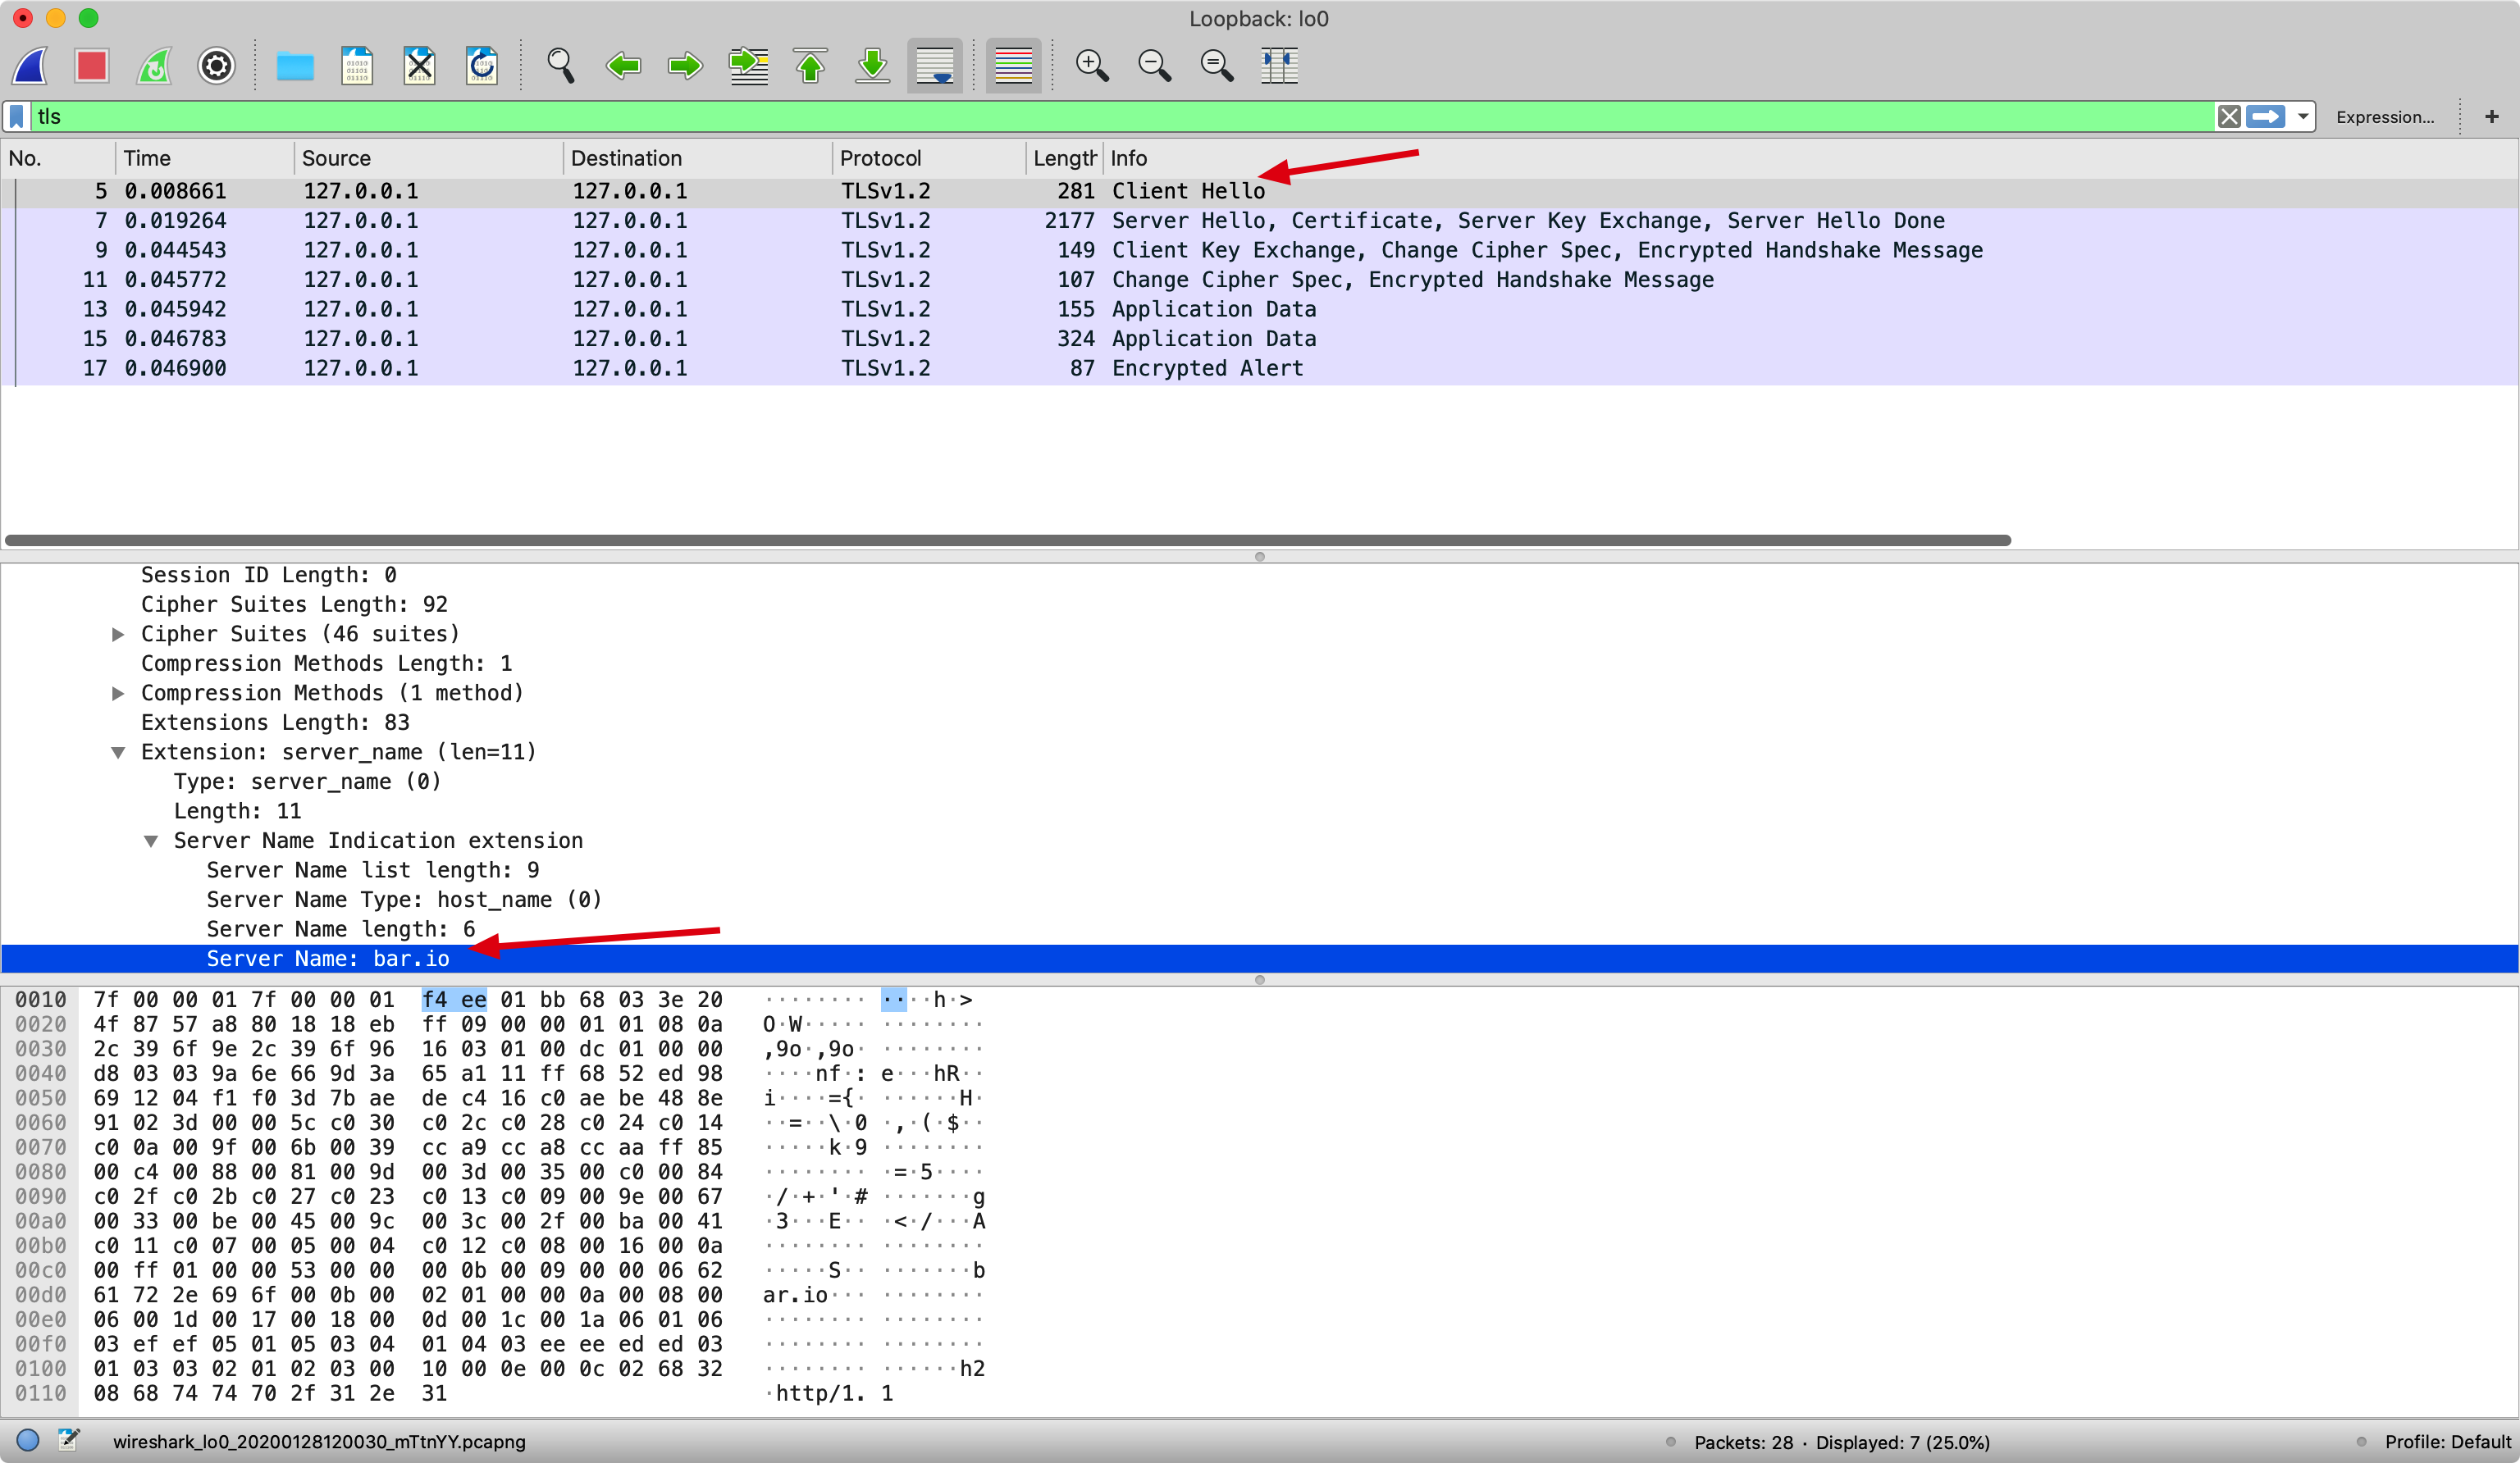 Loopback: lo0
tls
Expression...
+
No. Time Source Destination Protocol Length Info
5 0.008661 127.0.0.1 127.0.0.1 TLSv1.2 281 Client Hello
7 0.019264 127.0.0.1 127.0.0.1 TLSv1.2 2177 Server Hello, Certificate, Server Key Exchange, Server Hello Done
9 0.044543 127.0.0.1 127.0.0.1 TLSv1.2 149 Client Key Exchange, Change Cipher Spec, Encrypted Handshake Message
11 0.045772 127.0.0.1 127.0.0.1 TLSv1.2 107 Change Cipher Spec, Encrypted Handshake Message
13 0.045942 127.0.0.1 127.0.0.1 TLSv1.2 155 Application Data
15 0.046783 127.0.0.1 127.0.0.1 TLSv1.2 324 Application Data
17 0.046900 127.0.0.1 127.0.0.1 TLSv1.2 87 Encrypted Alert
Session ID Length: 0
Cipher Suites Length: 92
Cipher Suites (46 suites)
Compression Methods Length: 1
Compression Methods (1 method)
Extensions Length: 83
Extension: server_name (len=11)
Type: server_name (0)
Length: 11
Server Name Indication extension
Server Name list length: 9
Server Name Type: host_name (0)
Server Name length: 6
Server Name: bar.io
0010 7f 00 00 01 7f 00 00 01 f4 ee 01 bb 68 03 3e 20 ········ ····h·>
0020 4f 87 57 a8 80 18 18 eb ff 09 00 00 01 01 08 0a O·W····· ········
0030 2c 39 6f 9e 2c 39 6f 96 16 03 01 00 dc 01 00 00 ,9o·,9o· ········
0040 d8 03 03 9a 6e 66 9d 3a 65 a1 11 ff 68 52 ed 98 ····nf·: e···hR··
0050 69 12 04 f1 f0 3d 7b ae de c4 16 c0 ae be 48 8e i····={· ······H·
0060 91 02 3d 00 00 5c c0 30 c0 2c c0 28 c0 24 c0 14 ··=··\·0 ·,·(·$··
0070 c0 0a 00 9f 00 6b 00 39 cc a9 cc a8 cc aa ff 85 ·····k·9 ········
0080 00 c4 00 88 00 81 00 9d 00 3d 00 35 00 c0 00 84 ········ ·=·5····
0090 c0 2f c0 2b c0 27 c0 23 c0 13 c0 09 00 9e 00 67 ·/·+·'·# ·······g
00a0 00 33 00 be 00 45 00 9c 00 3c 00 2f 00 ba 00 41 ·3···E·· ·<·/···A
00b0 c0 11 c0 07 00 05 00 04 c0 12 c0 08 00 16 00 0a ········ ········
00c0 00 ff 01 00 00 53 00 00 00 0b 00 09 00 00 06 62 ·····S·· ·······b
00d0 61 72 2e 69 6f 00 0b 00 02 01 00 00 0a 00 08 00 ar.io··· ········
00e0 06 00 1d 00 17 00 18 00 0d 00 1c 00 1a 06 01 06 ········ ········
00f0 03 ef ef 05 01 05 03 04 01 04 03 ee ee ed ed 03 ········ ········
0100 01 03 03 02 01 02 03 00 10 00 0e 00 0c 02 68 32 ········ ······h2
0110 08 68 74 74 70 2f 31 2e 31 ·http/1. 1
wireshark_lo0_20200128120030_mTtnYY.pcapng
Packets: 28 · Displayed: 7 (25.0%)
Profile: Default